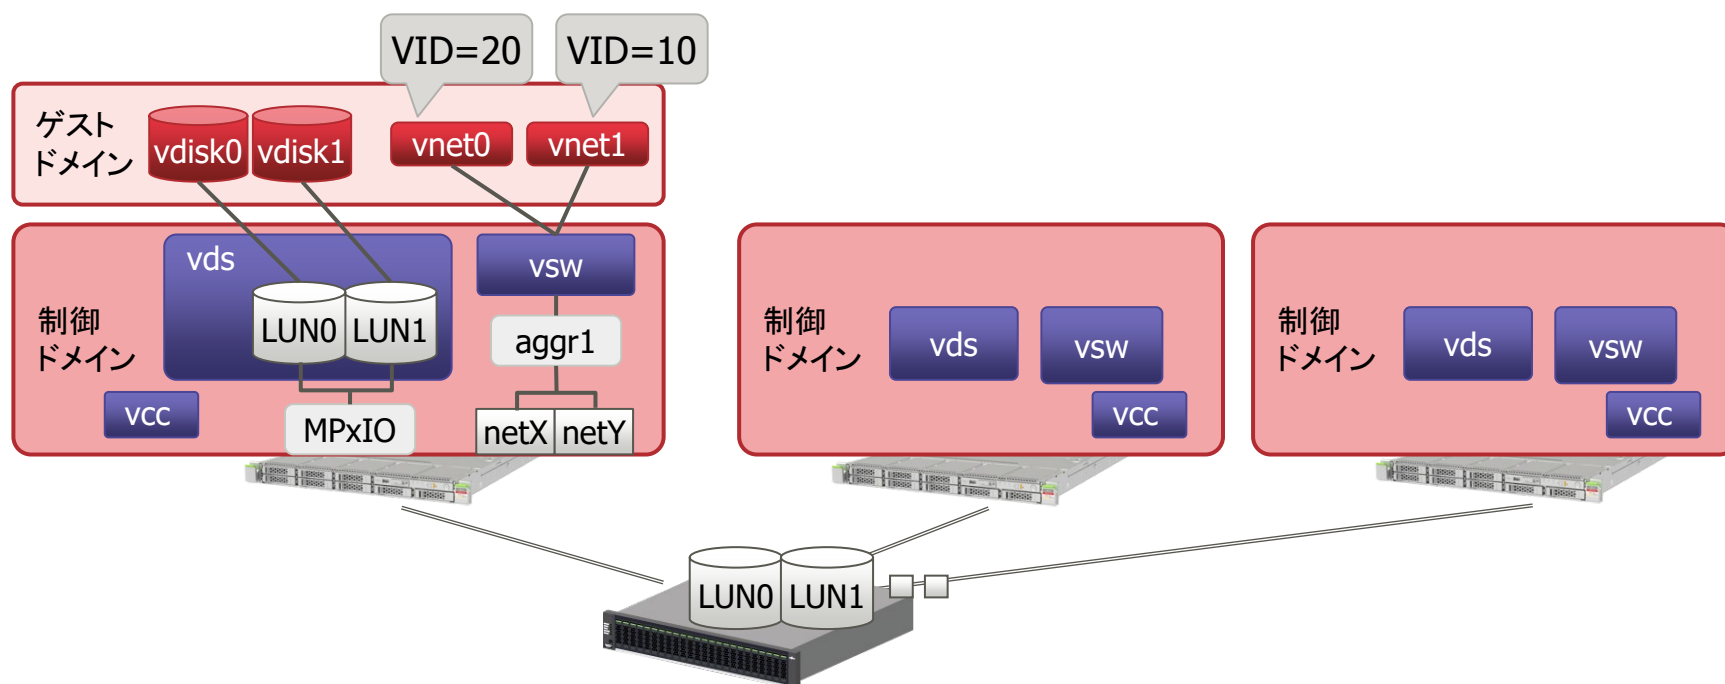 VID=20
VID=10
ゲスト
ドメイン
vdisk0
vdisk1
vnet0
vnet1
制御
ドメイン
vds
LUN0
LUN1
vsw
aggr1
vcc
MPxIO
netX
netY
制御
ドメイン
vds
vsw
vcc
制御
ドメイン
vds
vsw
vcc
LUN0
LUN1